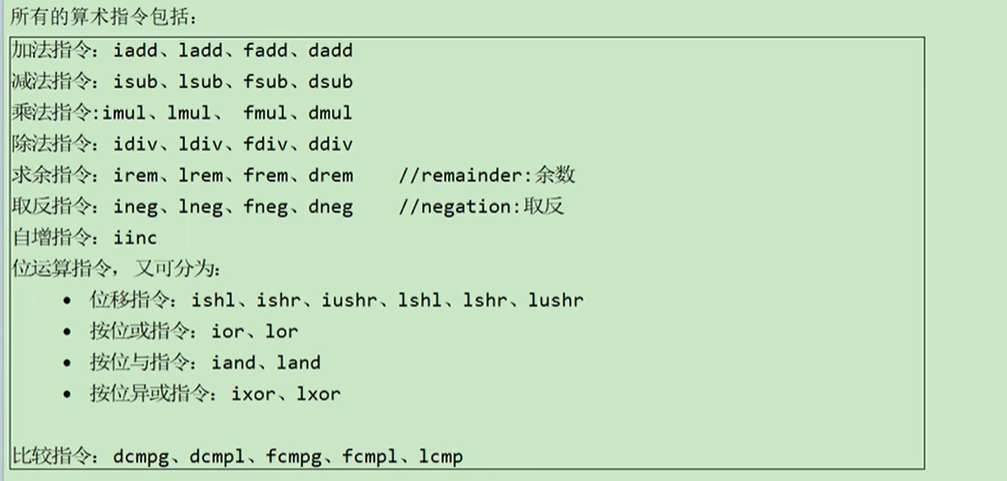 所有的算术指令包括：
加法指令：iadd、ladd、fadd、dadd
减法指令：isub、lsub、fsub、dsub
乘法指令:imul、lmul、 fmul、dmul
除法指令：idiv、ldiv、fdiv、ddiv
求余指令：irem、lrem、frem、drem    //remainder:余数
取反指令：ineg、lneg、fneg、dneg    //negation:取反
自增指令：iinc
位运算指令，又可分为：
• 位移指令：ishl、ishr、iushr、lshl、lshr、lushr
• 按位或指令：ior、lor
• 按位与指令：iand、land
• 按位异或指令：ixor、lxor
比较指令：dcmpg、dcmpl、fcmpg、fcmpl、lcmp